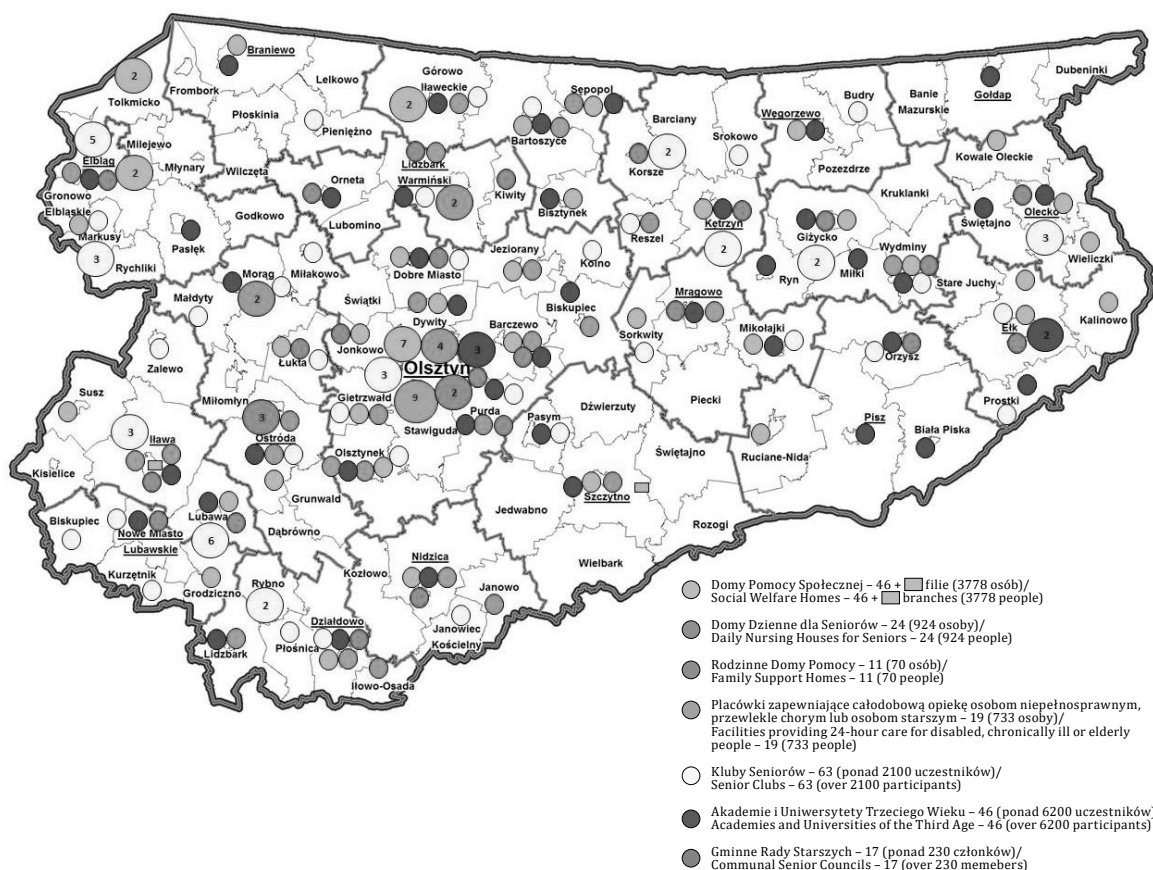 Braniewo
Frombork
Lelkowo
2
Tolkmicko
Płoskinia
Pieniężno
Górowo
Iławeckie
2
Sępopol
Bartoszyce
Barciany
2
Korsze
Srokowo
Węgorzewo
Budry
Pozezdrze
Banie
Mazurskie
Gołdap
Dubeninki
5
Elbląg
Milejewo
2
Młynary
Wilczęta
Gronowo
Elbląskie
Markusy
3
Rychliki
Pasłęk
Godkowo
Orneta
Lubomino
Lidzbark
Warmiński
2
Kiwity
Bisztynek
Reszel
Kętrzyn
2
Giżycko
2
Ryn
Miłki
Kruklanki
Wydminy
Kowale Oleckie
Świętajno
Olecko
3
Wieliczki
Stare Juchy
Kalinowo
Ełk
2
Prostki
Małdyty
Morąg
2
Miłakowo
Świątki
Dobre Miasto
Jeziorany
Kolno
Biskupiec
Dywity
Barczewo
Jonkowo
7
4
3
Olsztyn
3
9
2
Gietrzwałd
Stawiguda
Purda
Olsztynek
Sorkwity
Mrągowo
Mikołajki
Orzysz
Piecki
Ruciane-Nida
Pisz
Biała Piska
Zalewo
Łukta
Miłomłyn
3
Ostróda
Grunwald
Dąbrówno
Susz
3
Iława
Kisielice
Biskupiec
Nowe Miasto
Lubawskie
Lubawa
6
Kurzętnik
Grodziczno
Pasym
Dźwierzuty
Szczytno
Świętajno
Jedwabno
Rozogi
Wielbark
Rybno
2
Lidzbark
Płośnica
Działdowo
Iłowo-Osada
Kozłowo
Nidzica
Janowo
Janowiec
Kościelny
Domy Pomocy Społecznej – 46 + filie (3778 osób)/
Social Welfare Homes – 46 + branches (3778 people)
Domy Dzienne dla Seniorów – 24 (924 osoby)/
Daily Nursing Houses for Seniors – 24 (924 people)
Rodzinne Domy Pomocy – 11 (70 osób)/
Family Support Homes – 11 (70 people)
Placówki zapewniające całodobową opiekę osobom niepełnosprawnym,
przewlekle chorym lub osobom starszym – 19 (733 osoby)/
Facilities providing 24-hour care for disabled, chronically ill or elderly
people – 19 (733 people)
Kluby Seniorów – 63 (ponad 2100 uczestników)/
Senior Clubs – 63 (over 2100 participants)
Akademie i Uniwersytety Trzeciego Wieku – 46 (ponad 6200 uczestników)
Academies and Universities of the Third Age – 46 (over 6200 participants)
Gminne Rady Starszych – 17 (ponad 230 członków)/
Communal Senior Councils – 17 (over 230 memebers)